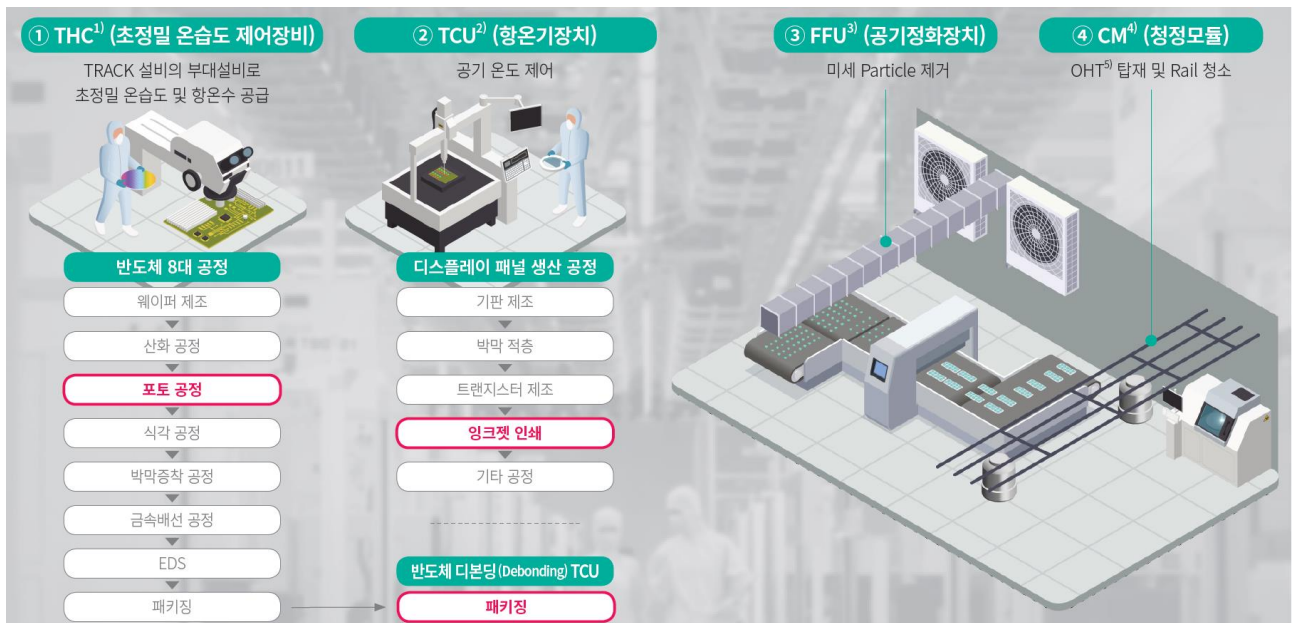 ① THC1) (초정밀 온습도 제어장비)
TRACK 설비의 부대설비로
초정밀 온습도 및 항온수 공급
반도체 8대 공정
웨이퍼 제조
산화 공정
포토 공정
식각 공정
박막증착 공정
금속배선 공정
EDS
패키징
② TCU2) (항온기장치)
공기 온도 제어
디스플레이 패널 생산 공정
기판 제조
박막 적층
트랜지스터 제조
잉크젯 인쇄
기타 공정
반도체 디본딩(Debonding) TCU
패키징
③ FFU3) (공기정화장치)
미세 Particle 제거
④ CM4) (청정모듈)
OHT5) 탑재 및 Rail 청소